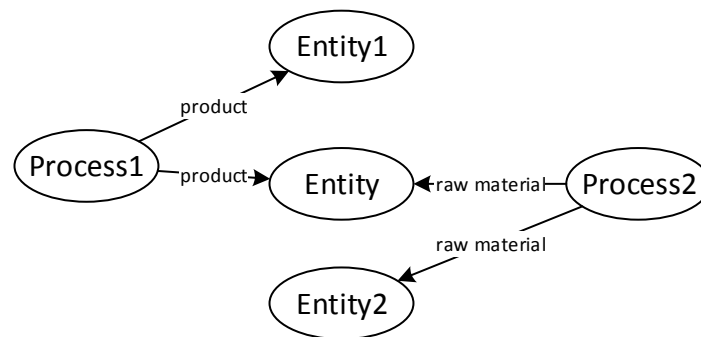 Entity1
product
Process1
product
Entity
raw material
Process2
raw material
Entity2